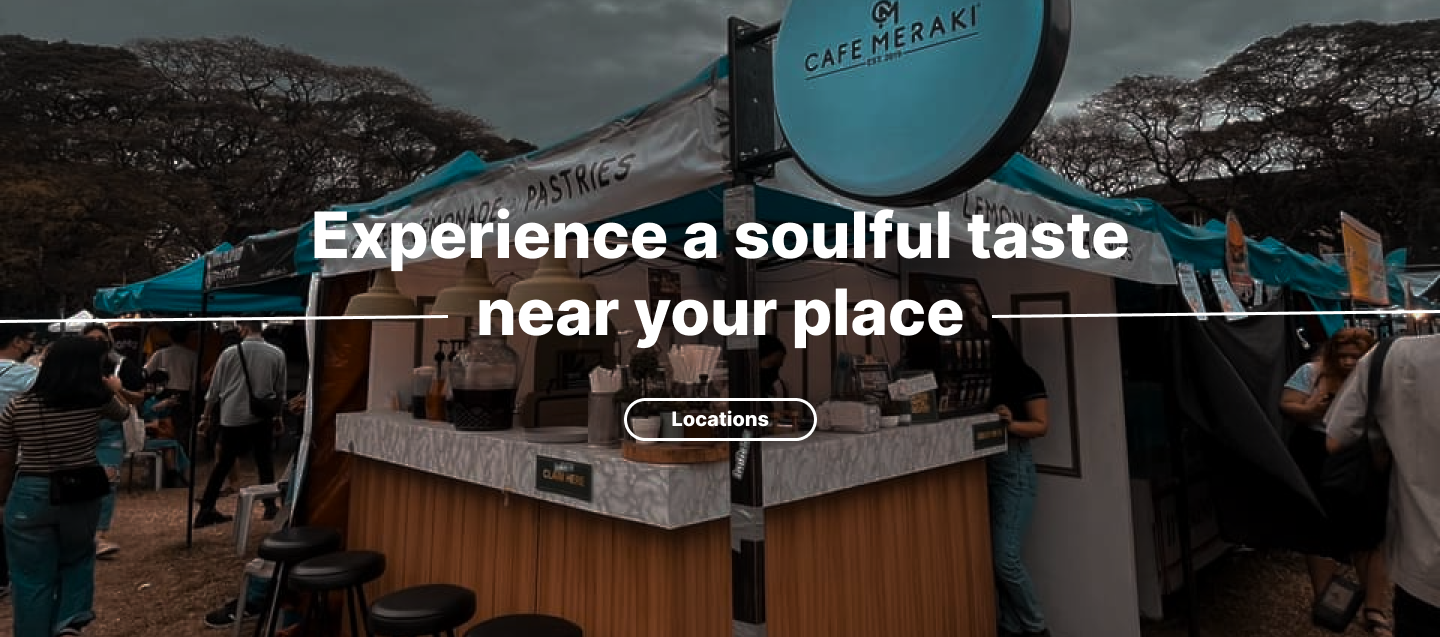 CM
CAFE MERAKI
EST. 2019
LEMONADE PASTRIES
LEMONADE
Experience a soulful taste
near your place
Locations
CLAIM HERE